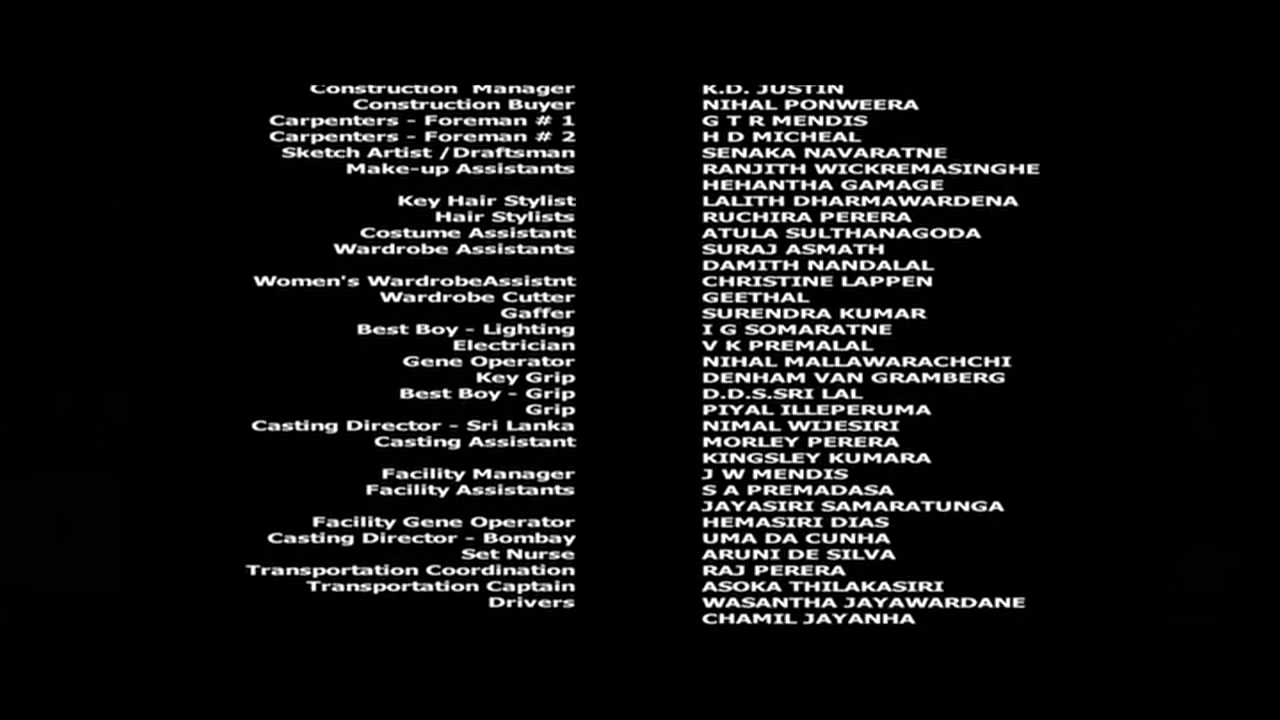 Construction Manager K.D. JUSTIN
Construction Buyer NIHAL PONWEERA
Carpenters - Foreman # 1 G T R MENDIS
Carpenters - Foreman # 2 H D MICHEAL
Sketch Artist /Draftsman SENAKA NAVARATNE
Make-up Assistants RANJITH WICKREMASINGHE
HEHANTHA GAMAGE
Key Hair Stylist LALITH DHARMAWARDENA
Hair Stylists RUCHIRA PERERA
Costume Assistant ATULA SULTHANAGODA
Wardrobe Assistants SURAJ ASMATH
DAMITH NANDALAL
Women's WardrobeAssistnt CHRISTINE LAPPEN
Wardrobe Cutter GEETHAL
Gaffer SURENDRA KUMAR
Best Boy - Lighting I G SOMARATNE
Electrician V K PREMALAL
Gene Operator NIHAL MALLAWARACHCHI
Key Grip DENHAM VAN GRAMBERG
Best Boy - Grip D.D.S.SRI LAL
Grip PIYAL ILLEPERUMA
Casting Director - Sri Lanka NIMAL WIJESIRI
Casting Assistant MORLEY PERERA
KINGSLEY KUMARA
Facility Manager J W MENDIS
Facility Assistants S A PREMADASA
JAYASIRI SAMARATUNGA
Facility Gene Operator HEMASIRI DIAS
Casting Director - Bombay UMA DA CUNHA
Set Nurse ARUNI DE SILVA
Transportation Coordination RAJ PERERA
Transportation Captain ASOKA THILAKASIRI
Drivers WASANTHA JAYAWARDANE
CHAMIL JAYANHA